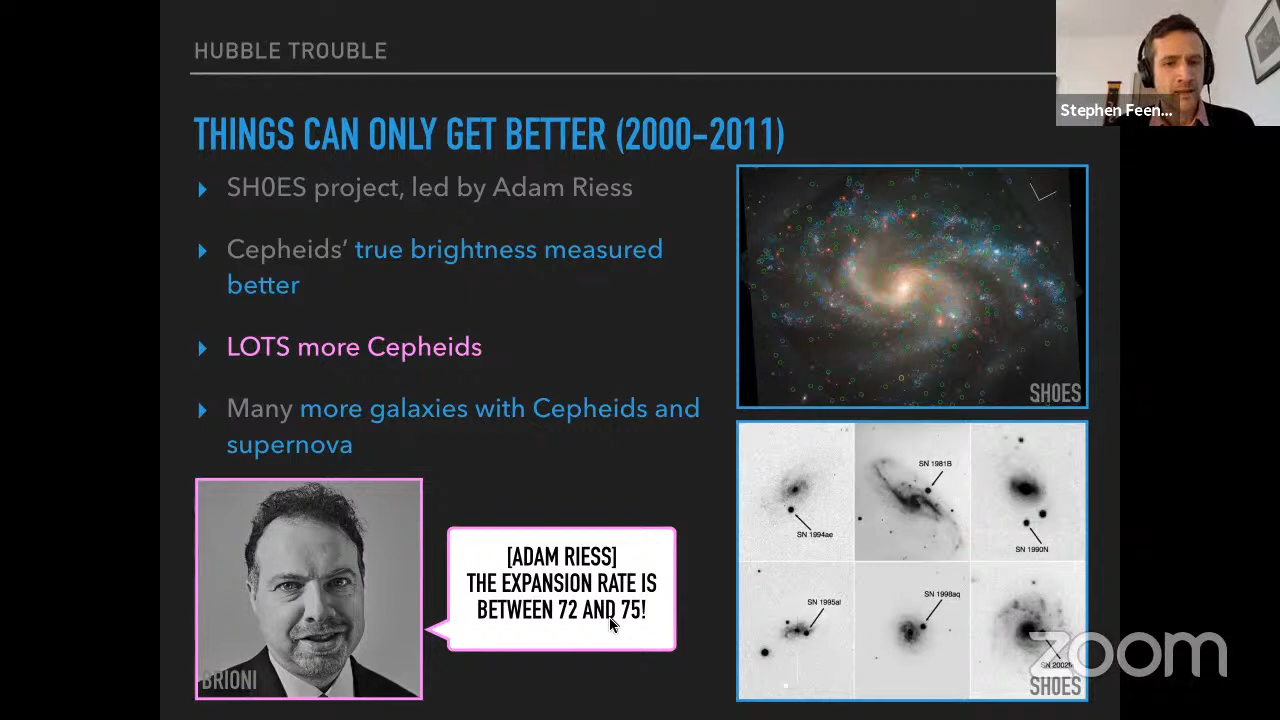 HUBBLE TROUBLE
Stephen Feen...
THINGS CAN ONLY GET BETTER (2000-2011)
SH0ES project, led by Adam Riess
Cepheids' true brightness measured
better
LOTS more Cepheids
Many more galaxies with Cepheids and
supernova
SH0ES
SN 1994ae
SN 1981B
SN 1990N
SN 1995al
SN 1998aq
[ADAM RIESS]
THE EXPANSION RATE IS
BETWEEN 72 AND 75!
BRIONI
SH0ES
zoom